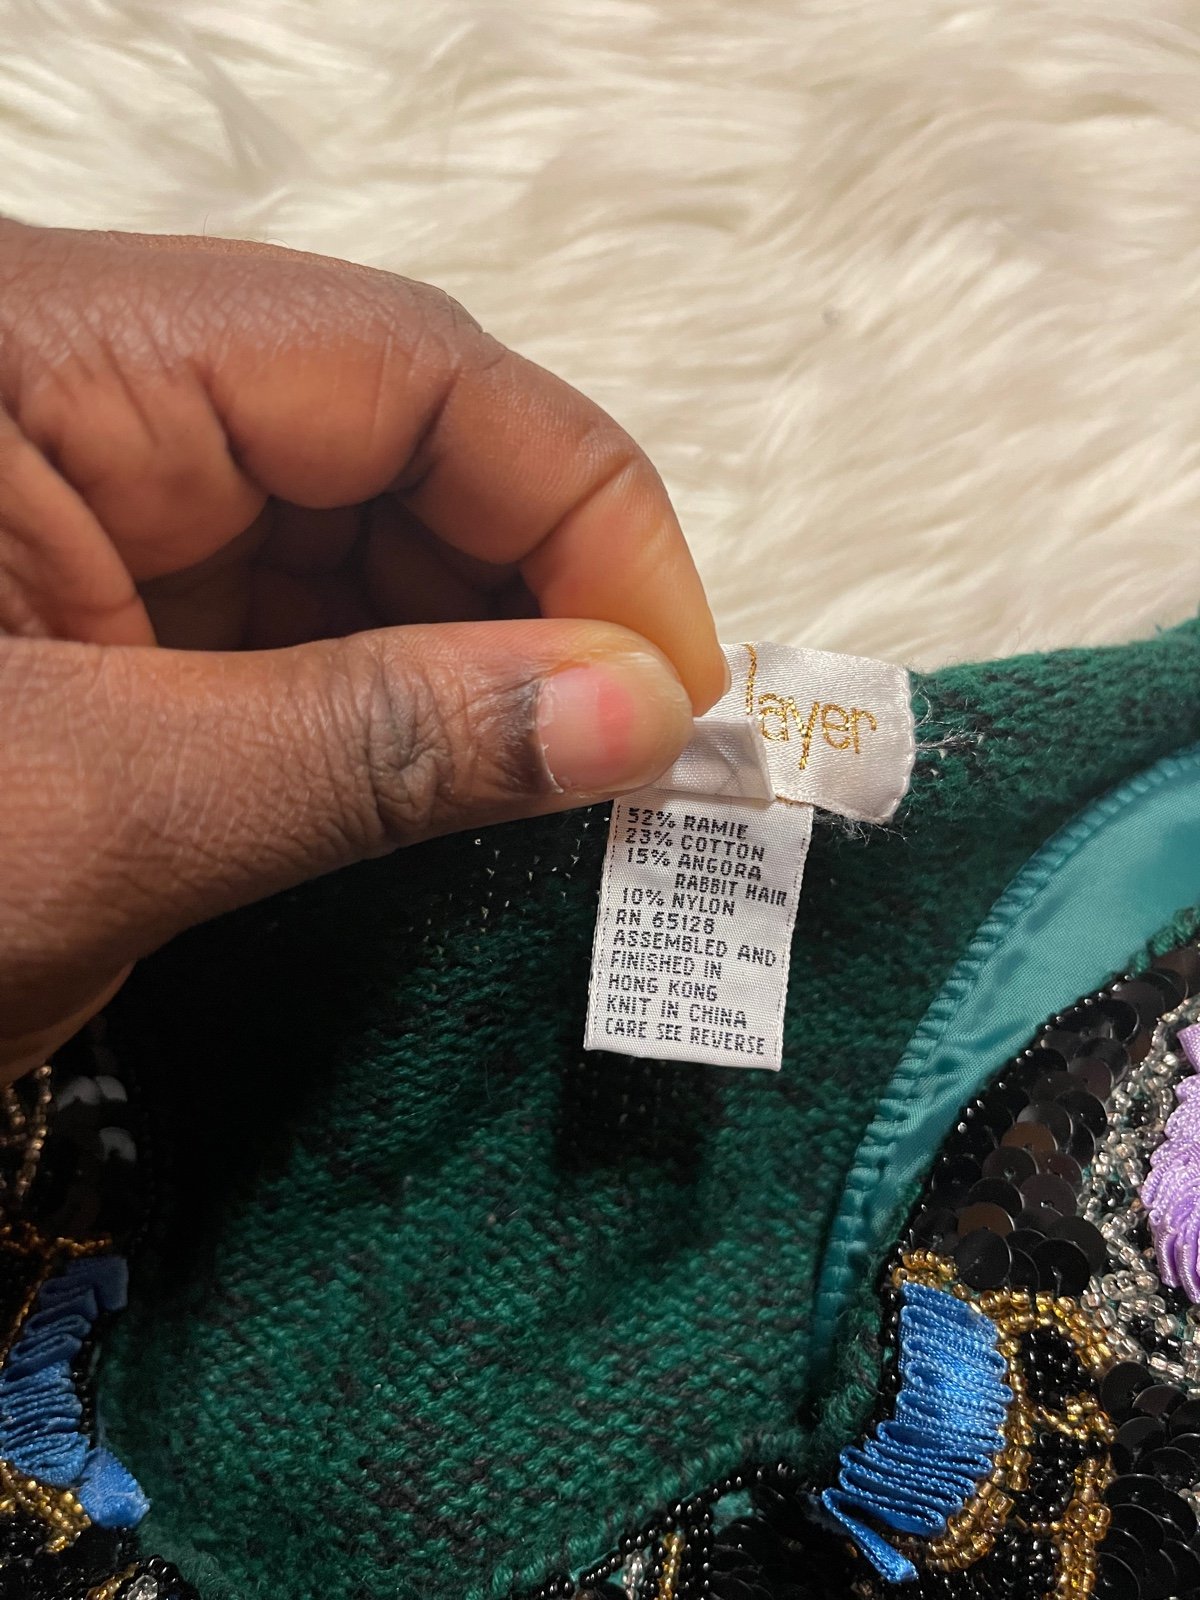 layer
52% RAMIE
23% COTTON
15% ANGORA
RABBIT HAIR
10% NYLON
RN 65128
ASSEMBLED AND
FINISHED IN
HONG KONG
KNIT IN CHINA
CARE SEE REVERSE